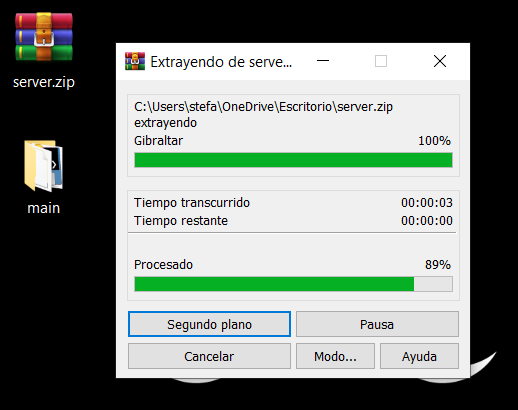 server.zip
main
Extrayendo de serve...
C:\Users\stefa\OneDrive\Escritorio\server.zip
extrayendo
Gibraltar 100%
Tiempo transcurrido 00:00:03
Tiempo restante 00:00:00
Procesado 89%
Segundo plano Pausa
Cancelar Modo... Ayuda